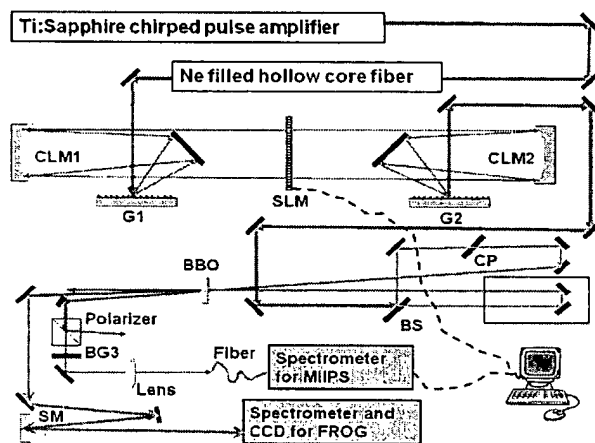 Ti:Sapphire chirped pulse amplifier
Ne filled hollow core fiber
CLM1
CLM2
SLM
G1
G2
BBO
CP
BS
Polarizer
BG3
Lens
Fiber
Spectrometer
for MIIPS
SM
Spectrometer and
CCD for FROG